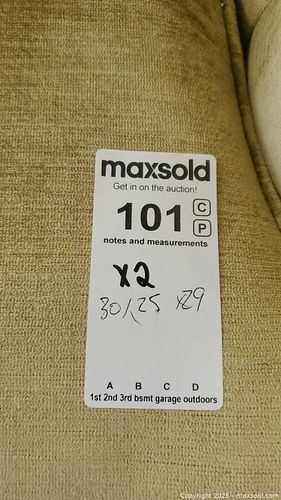 maxsold
Get in on the auction!
101 C
P
notes and measurements
x2
30 x 25 x 29
A B C D
1st 2nd 3rd bsmt garage outdoors
Copyright 2025 - maxsold.com